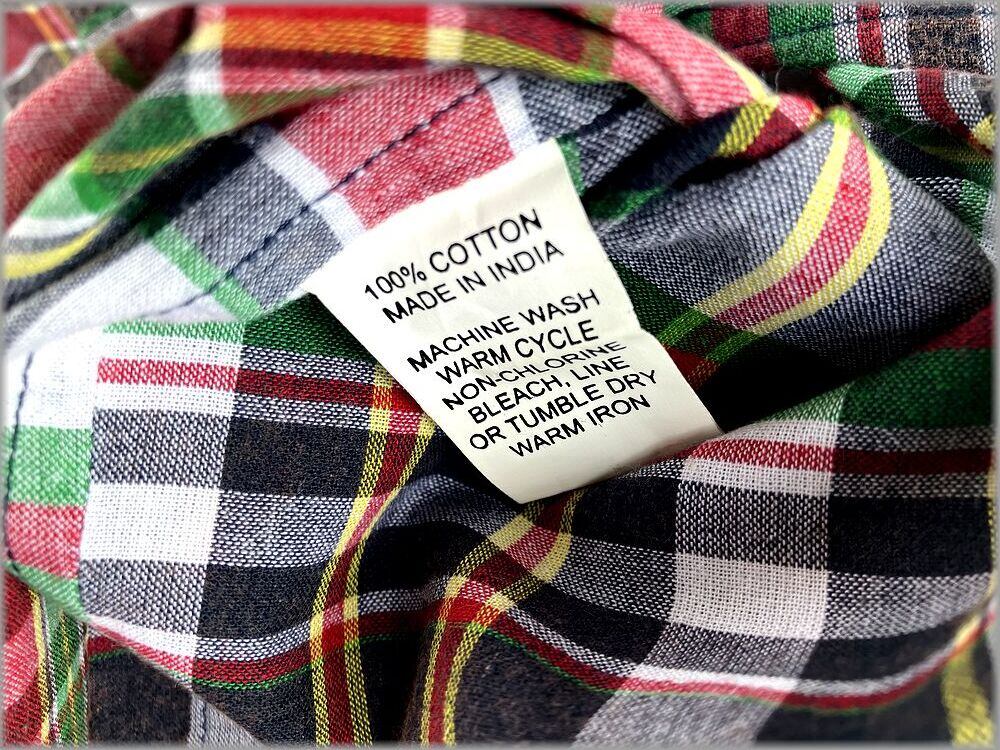 100% COTTON
MADE IN INDIA
MACHINE WASH
WARM CYCLE
NON-CHLORINE
BLEACH, LINE
OR TUMBLE DRY
WARM IRON